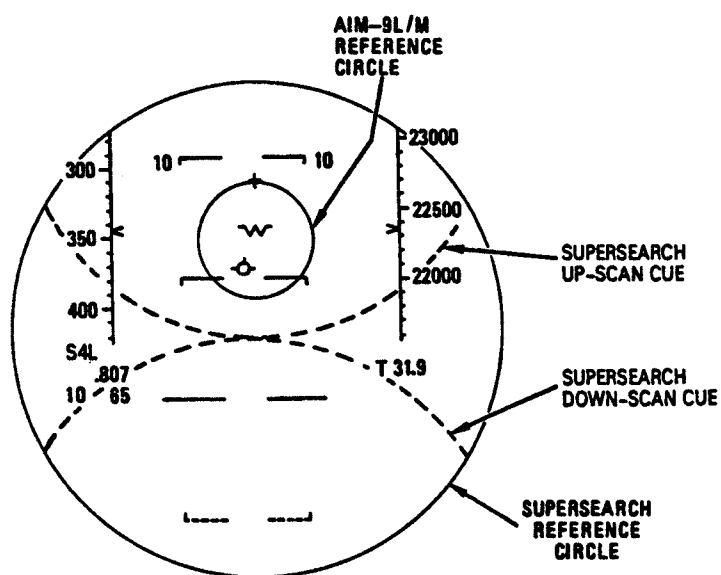 AIM-9L/M
REFERENCE
CIRCLE
23000
300
10
10
22500
350
SUPERSEARCH
UP-SCAN CUE
22000
400
S4L
.807
T 31.9
10 65
SUPERSEARCH
DOWN-SCAN CUE
SUPERSEARCH
REFERENCE
CIRCLE